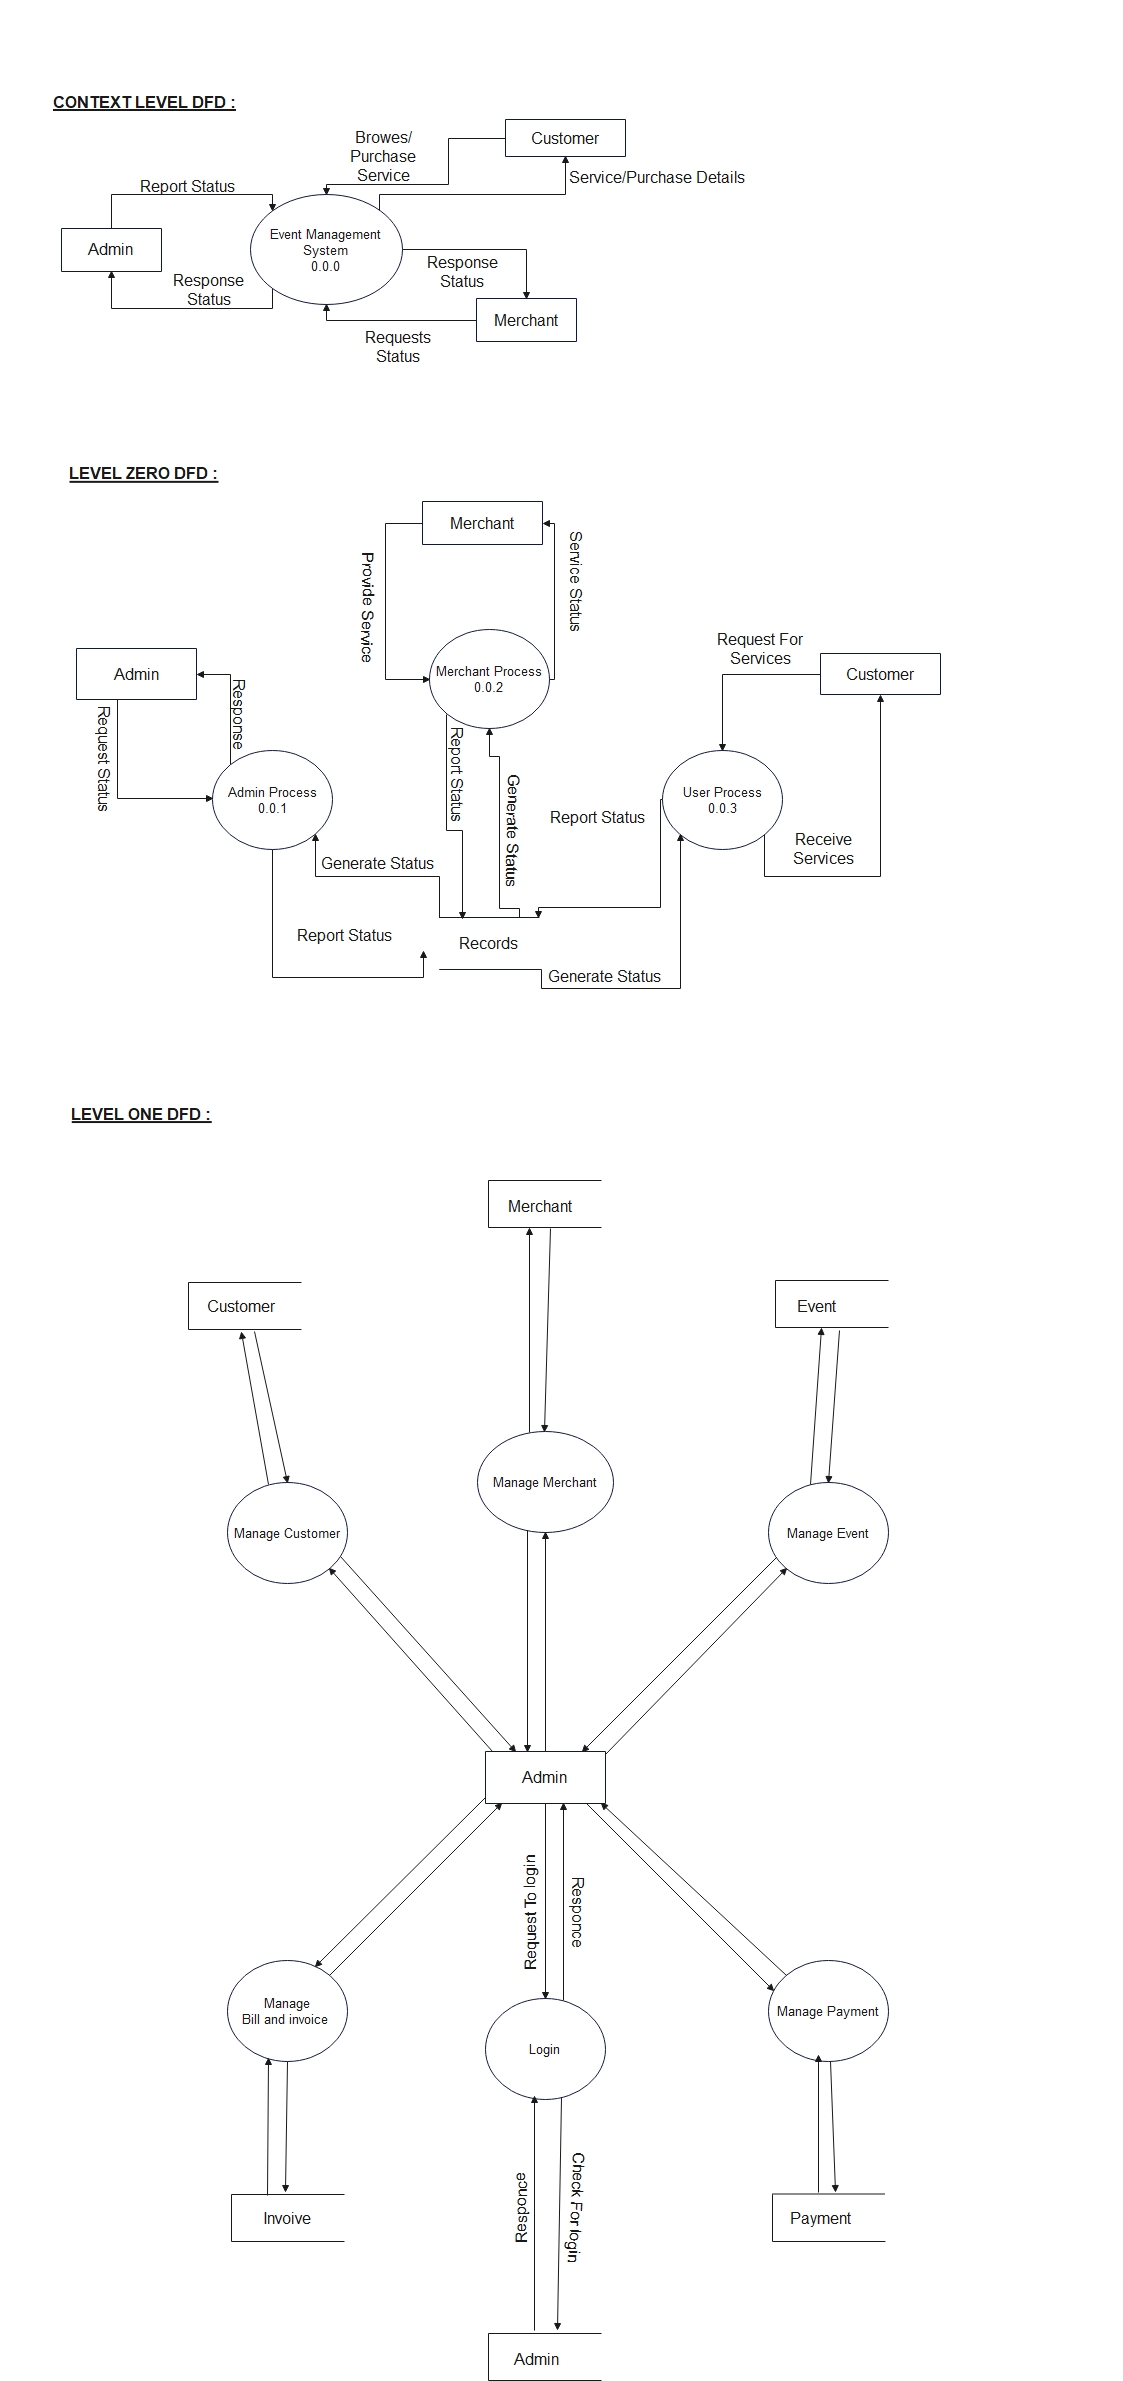 CONTEXT LEVEL DFD :
Browes/
Purchase
Service
Customer
Service/Purchase Details
Report Status
Admin
Event Management
System
0.0.0
Response
Status
Response
Status
Merchant
Requests
Status
LEVEL ZERO DFD :
Merchant
Provide Service
Service Status
Merchant Process
0.0.2
Admin
Response
Request Status
Admin Process
0.0.1
Request For
Services
Customer
User Process
0.0.3
Receive
Services
Report Status
Generate Status
Report Status
Generate Status
Report Status
Records
Generate Status
LEVEL ONE DFD :
Merchant
Customer
Event
Manage Merchant
Manage Customer
Manage Event
Admin
Request To login
Responce
Manage
Bill and invoice
Login
Manage Payment
Responce
Check For login
Invoive
Payment
Admin